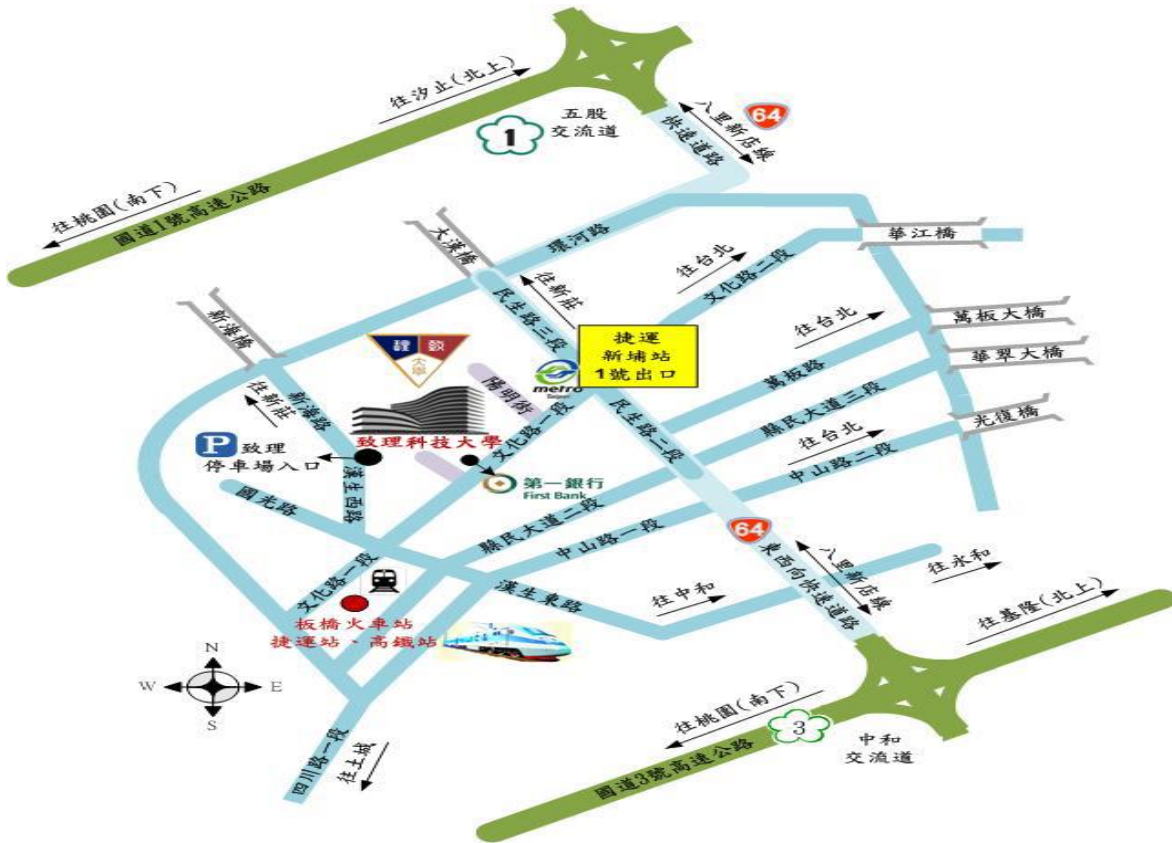 往汐止(北上)
五股
交流道
1
64
八里新店線
快速道路
往桃園(南下)
國道1號高速公路
大漢橋
環河路
華江橋
往台北
文化路二段
往新莊
民生路三段
新海橋
捷運
新埔站
1號出口
往台北
萬板大橋
萬板路
華翠大橋
致理
大學
metro
Taipei
陽明街
往新莊
新海路
民生路二段
縣民大道三段
光復橋
往台北
文化路一段
中山路二段
P 致理
停車場入口
致理科技大學
漢生西路
第一銀行
First Bank
國光路
縣民大道二段
中山路一段
64
東西向快速道路
八里新店線
文化路一段
漢生東路
往中和
往永和
板橋火車站
捷運站、高鐵站
往基隆(北上)
N
W
E
S
往桃園(南下)
3
中和
交流道
國道3號高速公路
四川路一段
往土城